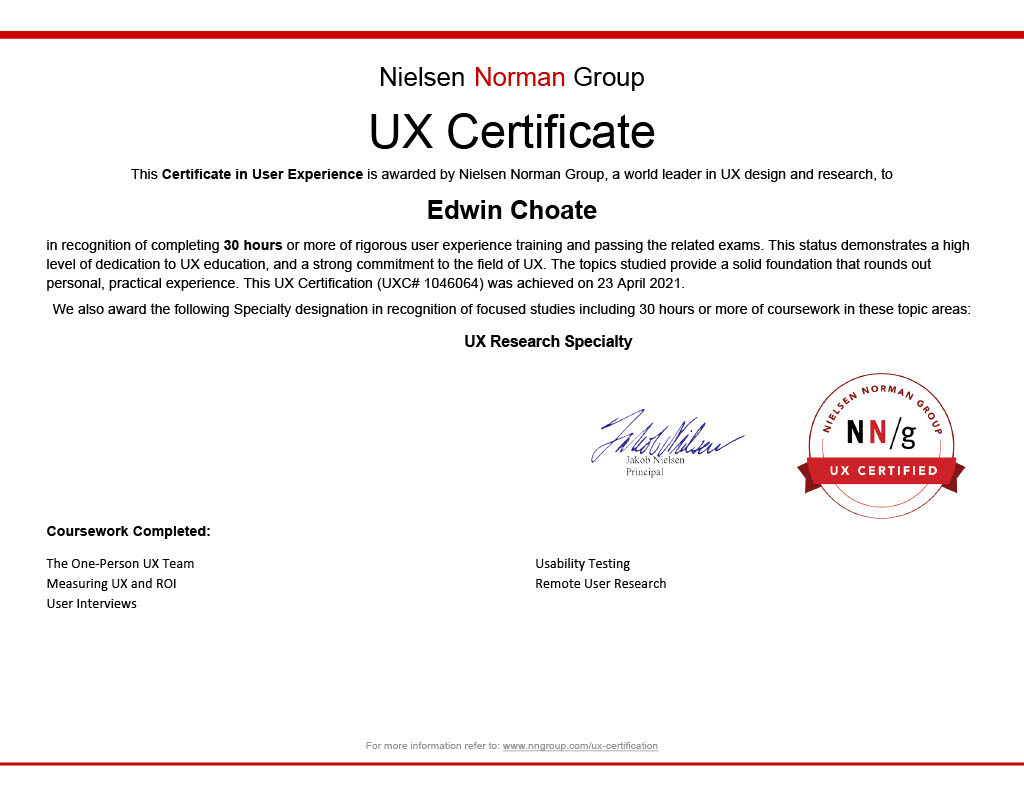 Nielsen Norman Group
UX Certificate
This Certificate in User Experience is awarded by Nielsen Norman Group, a world leader in UX design and research, to
Edwin Choate
in recognition of completing 30 hours or more of rigorous user experience training and passing the related exams. This status demonstrates a high
level of dedication to UX education, and a strong commitment to the field of UX. The topics studied provide a solid foundation that rounds out
personal, practical experience. This UX Certification (UXC# 1046064) was achieved on 23 April 2021.
We also award the following Specialty designation in recognition of focused studies including 30 hours or more of coursework in these topic areas:
UX Research Specialty
Jakob Nielsen
Jakob Nielsen
Principal
NIELSEN NORMAN GROUP
NN/g
UX CERTIFIED
Coursework Completed:
The One-Person UX Team
Measuring UX and ROI
User Interviews
Usability Testing
Remote User Research
For more information refer to: www.nngroup.com/ux-certification